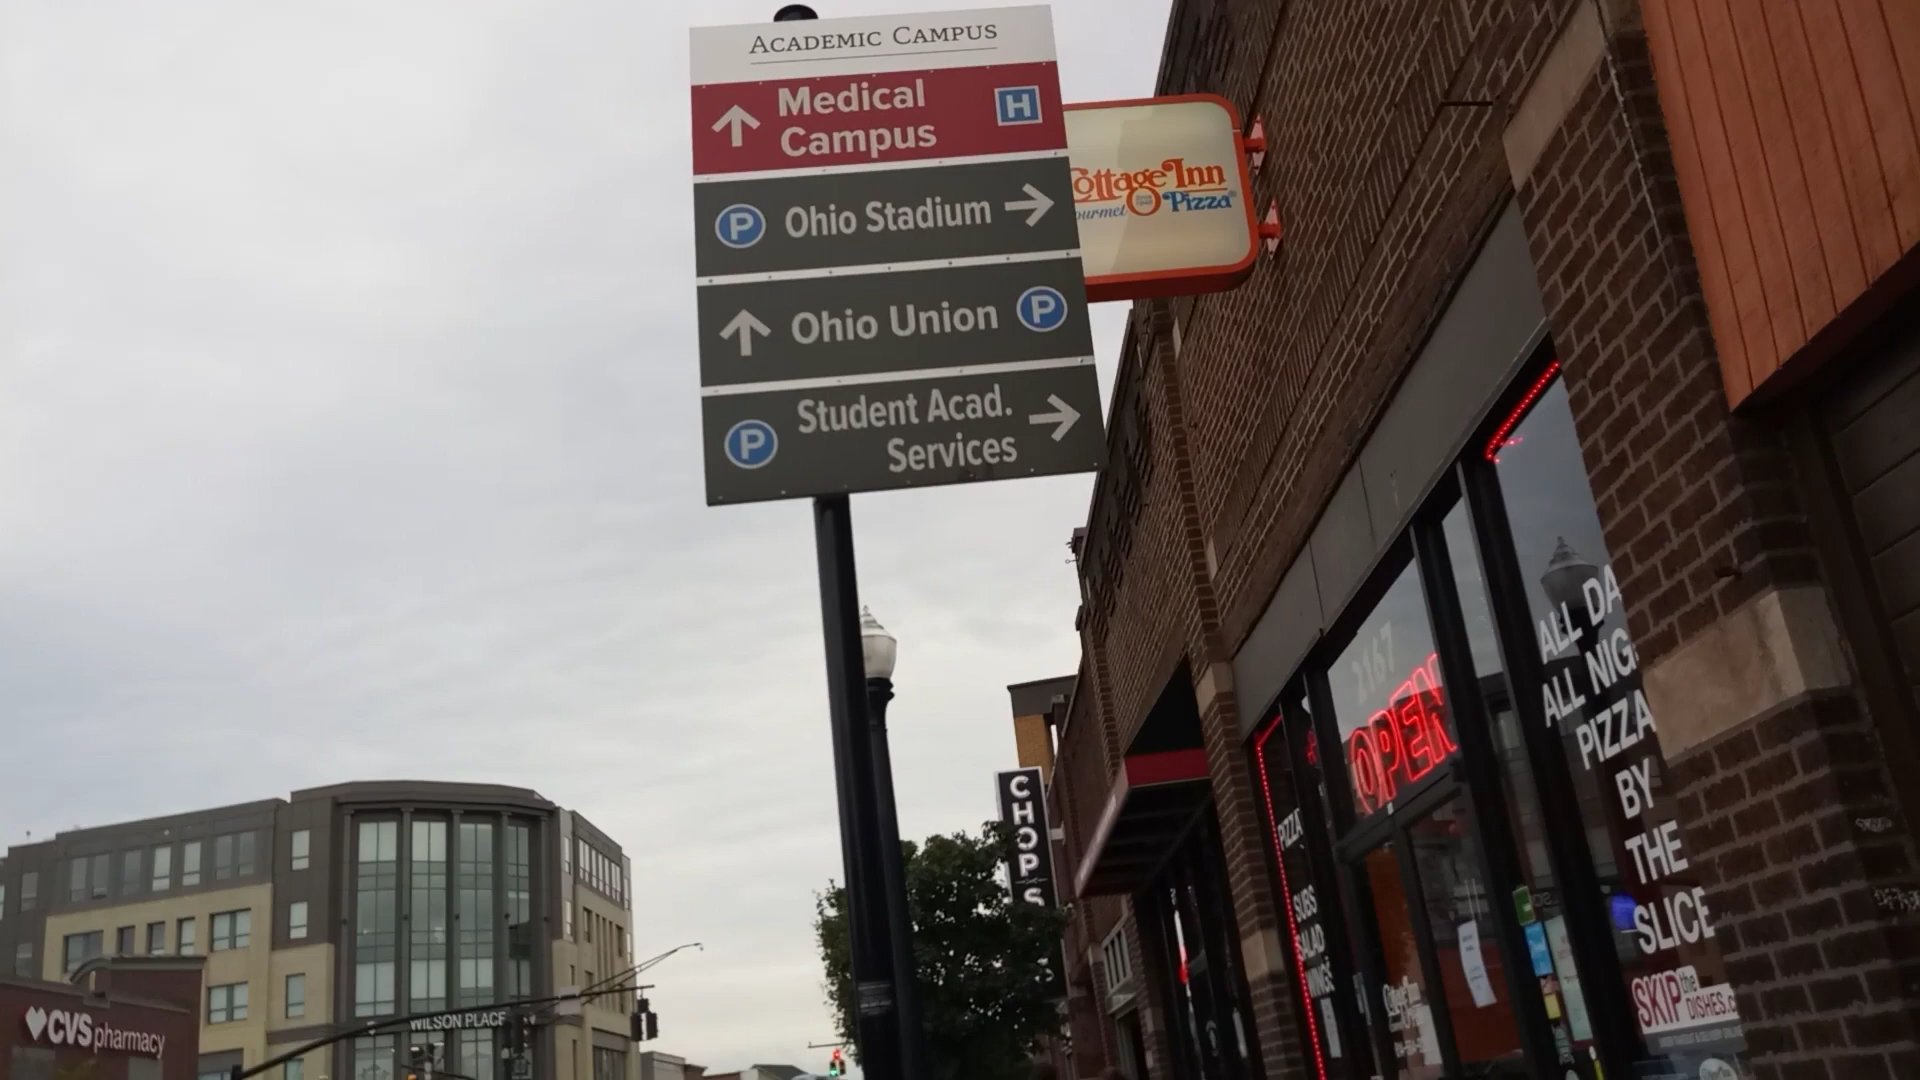 ACADEMIC CAMPUS
Medical
Campus
H
P
Ohio Stadium
Ohio Union
P
P
Student Acad.
Services
Cottage Inn
Pizza
CHOPS
2167
OPEN
ALL DA
ALL NIG
PIZZA
BY
THE
SLICE
SKIP the DISHES.C
PIZZA
SUBS
SALAD
WINGS
WILSON PLACE
CVS pharmacy